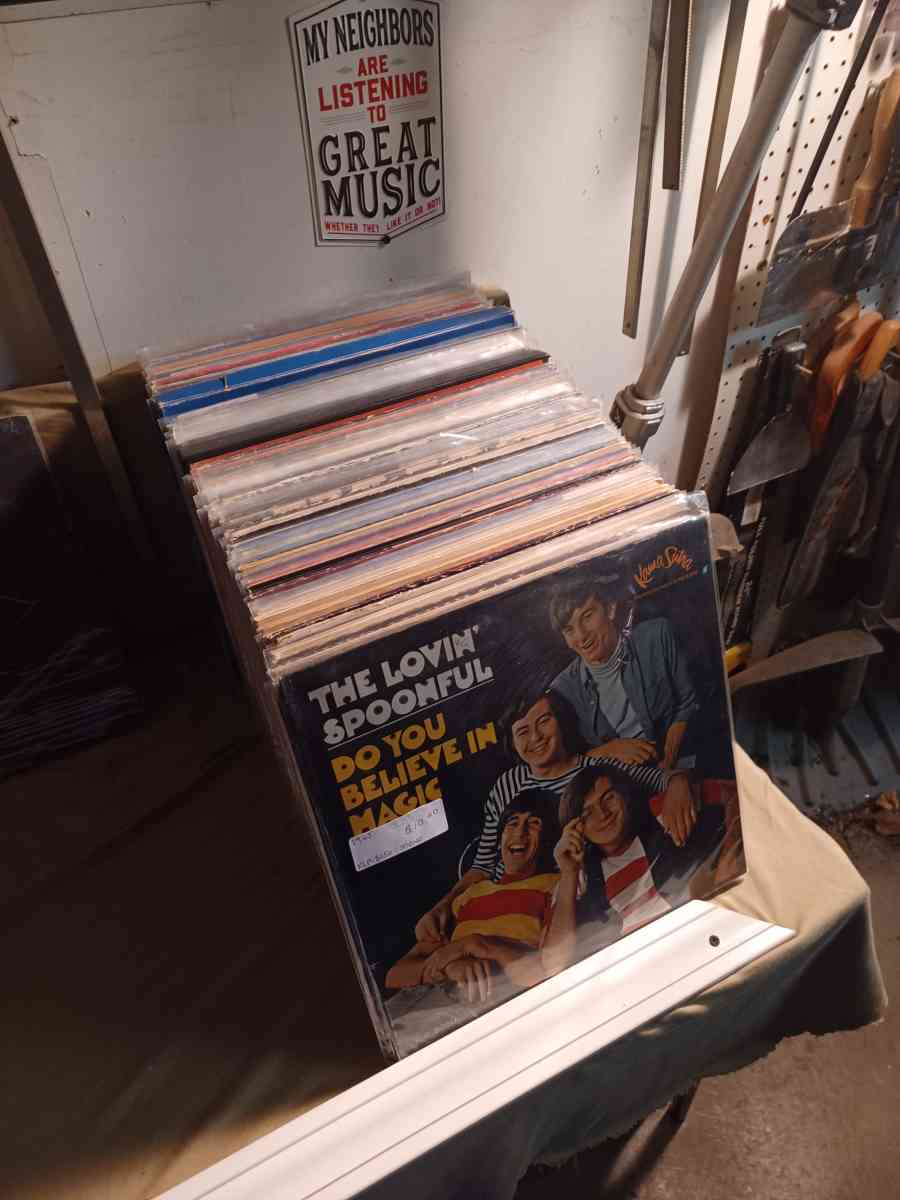 MY NEIGHBORS
ARE
LISTENING
TO
GREAT
MUSIC
WHETHER THEY LIKE IT OR NOT!
Kama Sutra
THE LOVIN'
SPOONFUL
DO YOU
BELIEVE IN
MAGIC